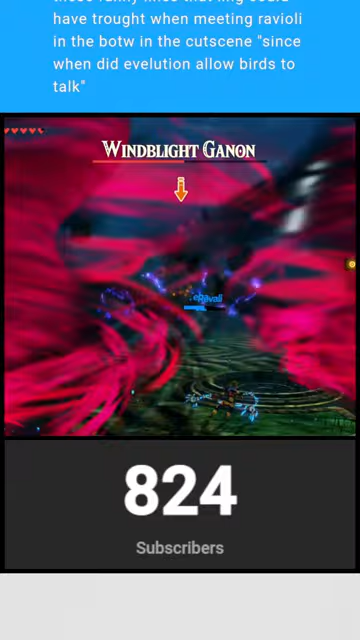 these funny lines that link could
have trought when meeting ravioli
in the botw in the cutscene "since
when did evelution allow birds to
talk"
WINDBLIGHT GANON
824
Subscribers